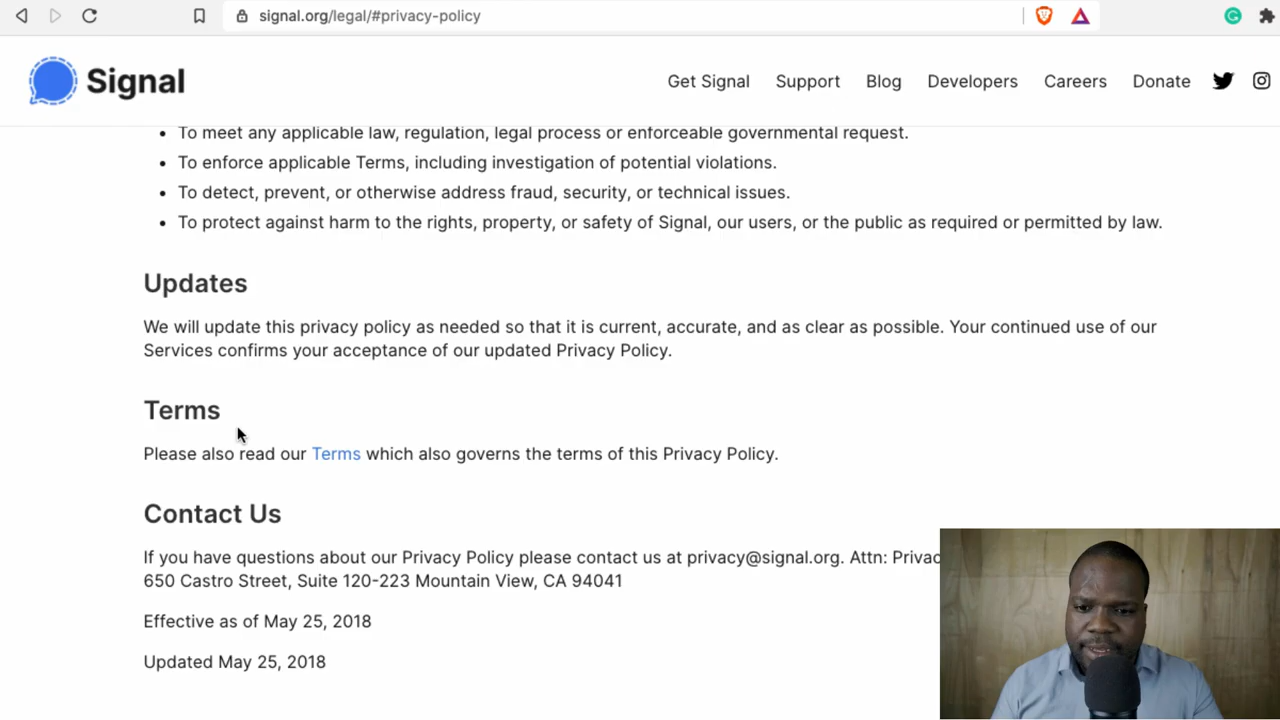 signal.org/legal/#privacy-policy
Signal
Get Signal Support Blog Developers Careers Donate
• To meet any applicable law, regulation, legal process or enforceable governmental request.
• To enforce applicable Terms, including investigation of potential violations.
• To detect, prevent, or otherwise address fraud, security, or technical issues.
• To protect against harm to the rights, property, or safety of Signal, our users, or the public as required or permitted by law.
Updates
We will update this privacy policy as needed so that it is current, accurate, and as clear as possible. Your continued use of our
Services confirms your acceptance of our updated Privacy Policy.
Terms
Please also read our Terms which also governs the terms of this Privacy Policy.
Contact Us
If you have questions about our Privacy Policy please contact us at privacy@signal.org. Attn:
650 Castro Street, Suite 120-223 Mountain View, CA 94041
Effective as of May 25, 2018
Updated May 25, 2018